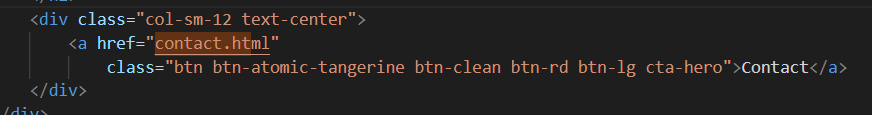 <div class="col-sm-12 text-center">
<a href="contact.html"
class="btn btn-atomic-tangerine btn-clean btn-rd btn-lg cta-hero">Contact</a>
</div>
/div>